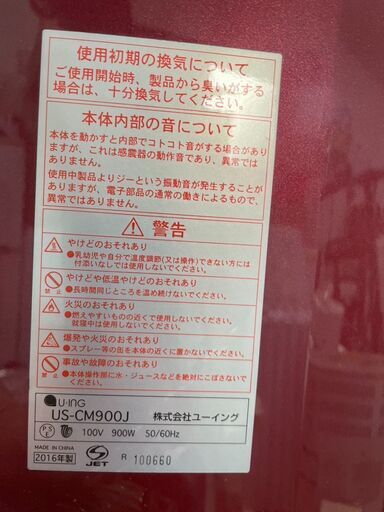 使用初期の換気について
ご使用開始時、製品から臭いがする
場合は、十分換気してください。
本体内部の音について
本体を動かすと内部でコトコト音がする場合があり
ますが、これは感震器の動作音であり、異常では
ありません。
使用中製品よりジーという振動音が発生することが
ありますが、電子部品の通常の働きによるもので、
異常ではありません。
警告
やけどのおそれあり
●乳幼児や自分で温度調節(又は操作)できない方には
付添いなしでは使用しないでください。
禁止
やけどや低温やけどのおそれあり
●長時間同じところを温め続けないでください。
火災のおそれあり
禁止
●燃えやすいものの近くで使用しないでください。
就寝中は使用しないでください。
爆発や火災のおそれあり
●スプレー等の缶を本体の近くに置かないでください。
禁止
事故や故障のおそれあり
●本体操作部に水・ジュースなどを絶対にこぼさないで
ください。
U-ING
US-CM900J 株式会社ユーイング
PSE 100V 900W 50/60Hz
MADE IN CHINA
2016年製
JET
R 100660